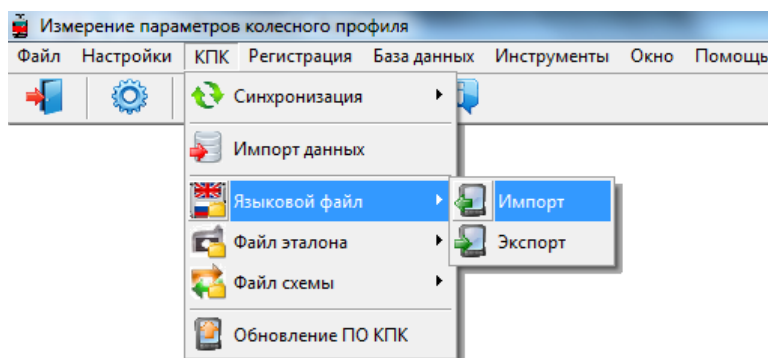 Измерение параметров колесного профиля
Файл Настройки КПК Регистрация База данных Инструменты Окно Помощь
Синхронизация
Импорт данных
Языковой файл
Импорт
Файл эталона
Экспорт
Файл схемы
Обновление ПО КПК